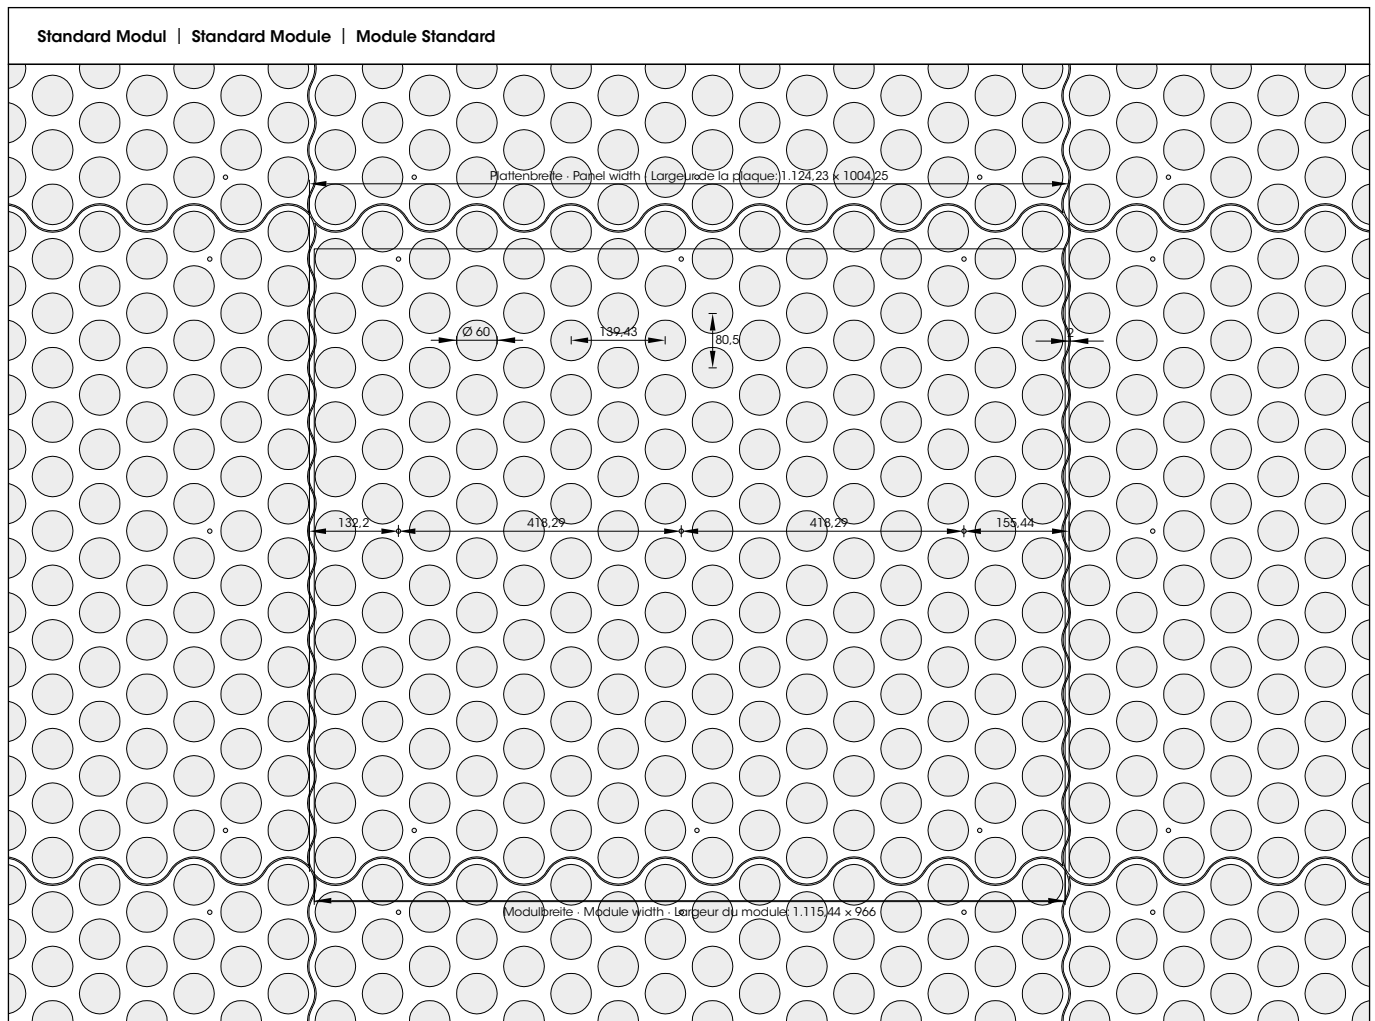 Standard Modul | Standard Module | Module Standard
Plattenbreite · Panel width · Largeur de la plaque: 1.124,23 × 1004,25
Ø 60
139,43
80,5
2
132,2
418,29
418,29
155,44
Modulbreite · Module width · Largeur du module: 1.115,44 × 966